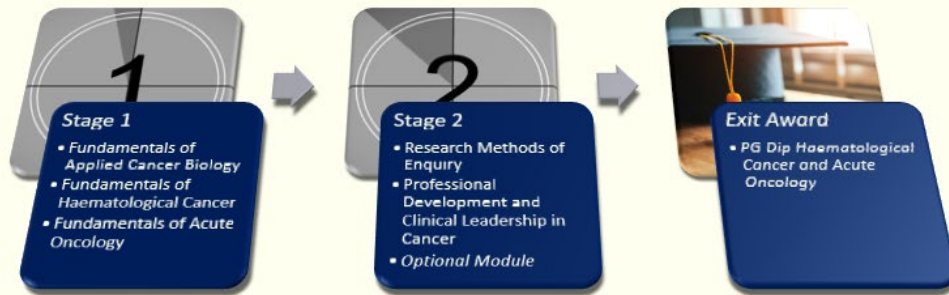 1
Stage 1
• Fundamentals of
Applied Cancer Biology
• Fundamentals of
Haematological Cancer
• Fundamentals of Acute
Oncology
2
Stage 2
• Research Methods of
Enquiry
• Professional
Development and
Clinical Leadership in
Cancer
• Optional Module
Exit Award
• PG Dip Haematological
Cancer and Acute
Oncology